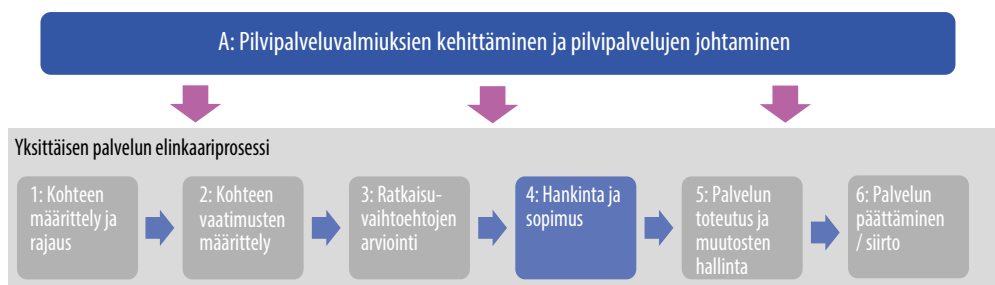 A: Pilvipalveluvalmiuksien kehittäminen ja pilvipalvelujen johtaminen
Yksittäisen palvelun elinkaariprosessi
1: Kohteen
määrittely ja
rajaus
2: Kohteen
vaatimusten
määrittely
3: Ratkaisu-
vaihtoehtojen
arviointi
4: Hankinta ja
sopimus
5: Palvelun
toteutus ja
muutosten
hallinta
6: Palvelun
päättäminen
/ siirto